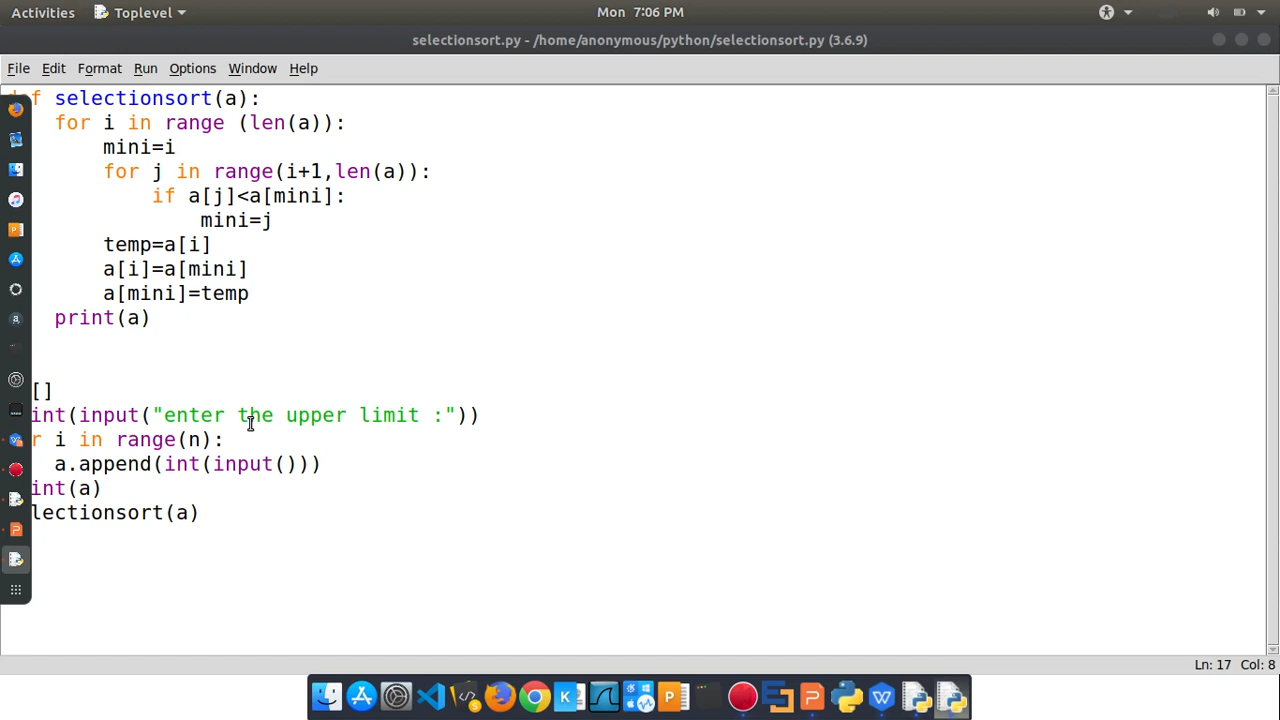 Activities Toplevel Mon 7:06 PM
selectionsort.py - /home/anonymous/python/selectionsort.py (3.6.9)
File Edit Format Run Options Window Help
f selectionsort(a):
for i in range (len(a)):
mini=i
for j in range(i+1,len(a)):
if a[j]<a[mini]:
mini=j
temp=a[i]
a[i]=a[mini]
a[mini]=temp
print(a)
[]
int(input("enter the upper limit :"))
r i in range(n):
a.append(int(input()))
int(a)
lectionsort(a)
Ln: 17 Col: 8